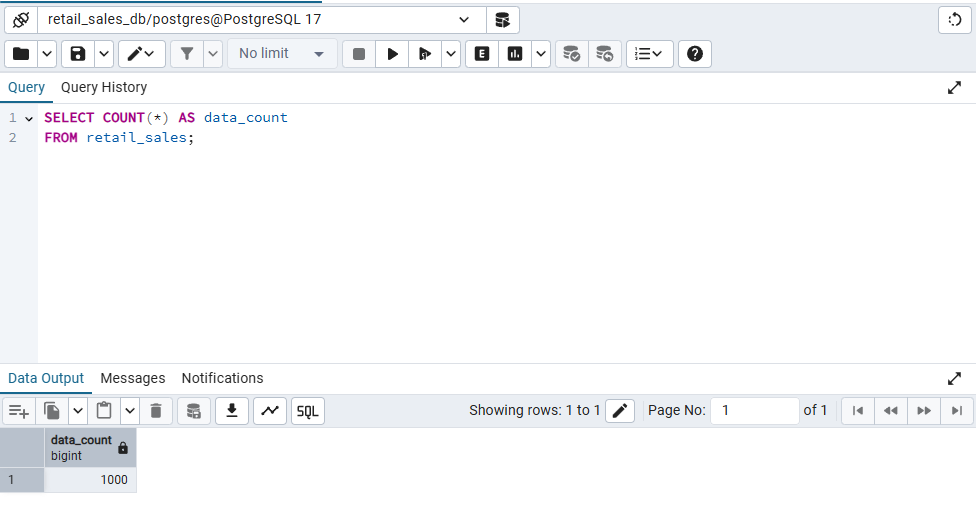 retail_sales_db/postgres@PostgreSQL 17
No limit
E
Query Query History
1 SELECT COUNT(*) AS data_count
2 FROM retail_sales;
Data Output Messages Notifications
SQL Showing rows: 1 to 1 Page No: 1 of 1
data_count
bigint
1 1000